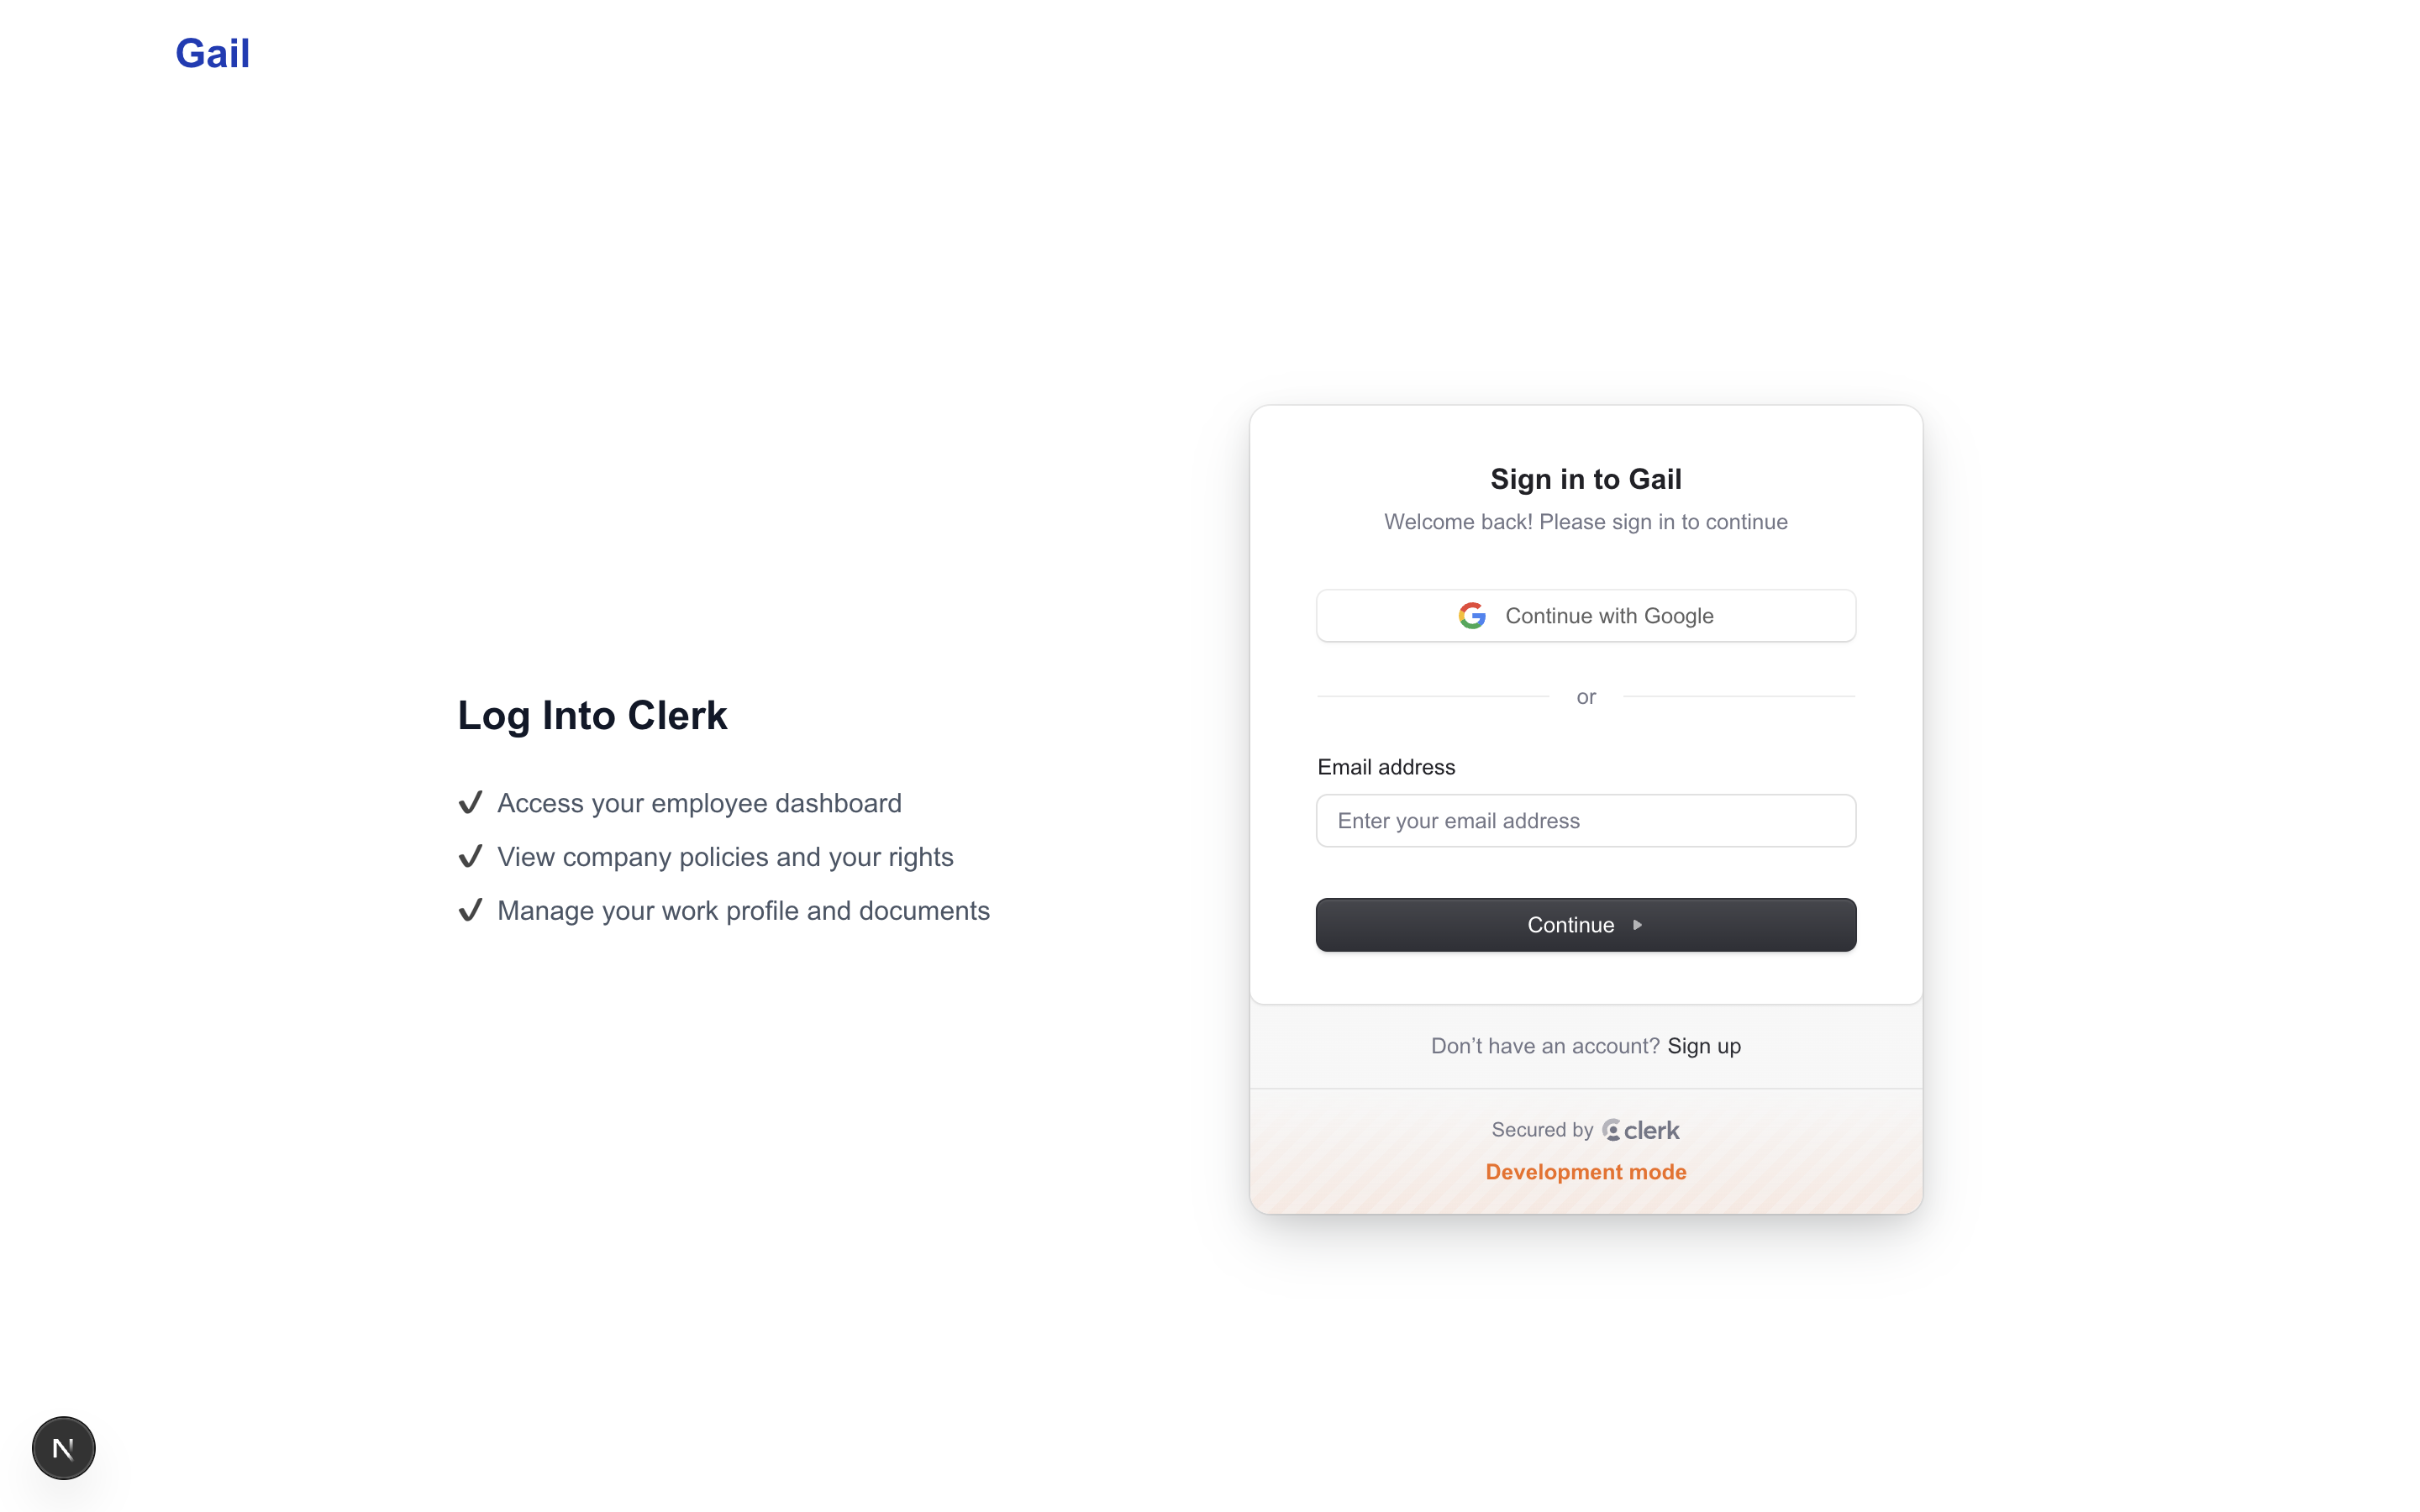 Gail
Log Into Clerk
✔ Access your employee dashboard
✔ View company policies and your rights
✔ Manage your work profile and documents
Sign in to Gail
Welcome back! Please sign in to continue
Continue with Google
or
Email address
Enter your email address
Continue
Don’t have an account? Sign up
Secured by clerk
Development mode
N